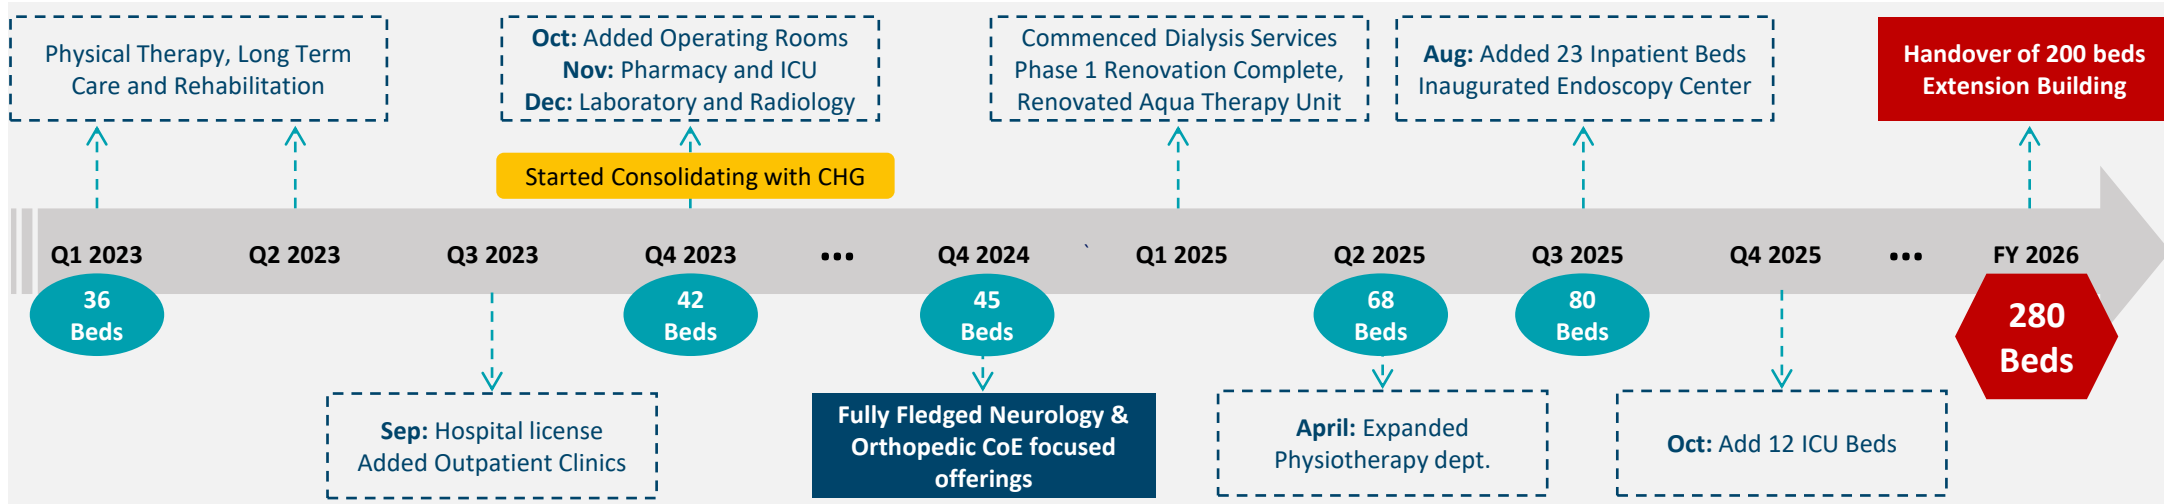 Physical Therapy, Long Term
Care and Rehabilitation
Oct: Added Operating Rooms
Nov: Pharmacy and ICU
Dec: Laboratory and Radiology
Commenced Dialysis Services
Phase 1 Renovation Complete,
Renovated Aqua Therapy Unit
Aug: Added 23 Inpatient Beds
Inaugurated Endoscopy Center
Handover of 200 beds
Extension Building
Started Consolidating with CHG
Q1 2023
Q2 2023
Q3 2023
Q4 2023
...
Q4 2024
`
Q1 2025
Q2 2025
Q3 2025
Q4 2025
...
FY 2026
36
Beds
42
Beds
45
Beds
68
Beds
80
Beds
280
Beds
Sep: Hospital license
Added Outpatient Clinics
Fully Fledged Neurology &
Orthopedic CoE focused
offerings
April: Expanded
Physiotherapy dept.
Oct: Add 12 ICU Beds